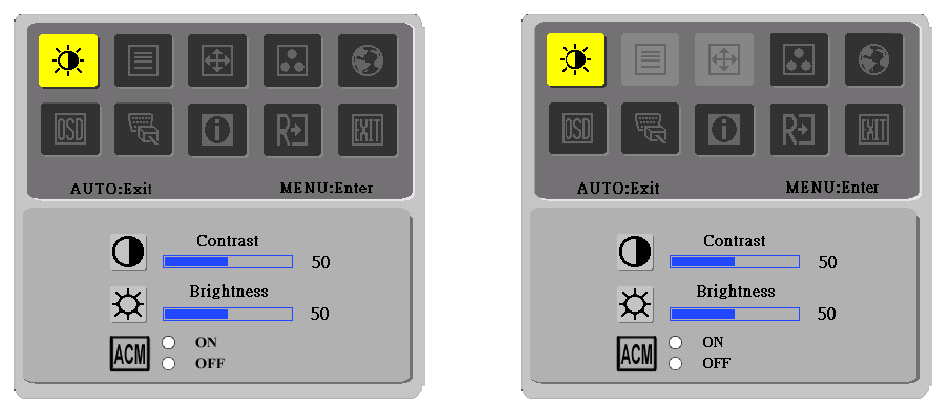 OSD R EXIT
AUTO:Exit MENU:Enter
Contrast
50
Brightness
50
ACM ON
OFF
OSD R EXIT
AUTO:Exit MENU:Enter
Contrast
50
Brightness
50
ACM ON
OFF